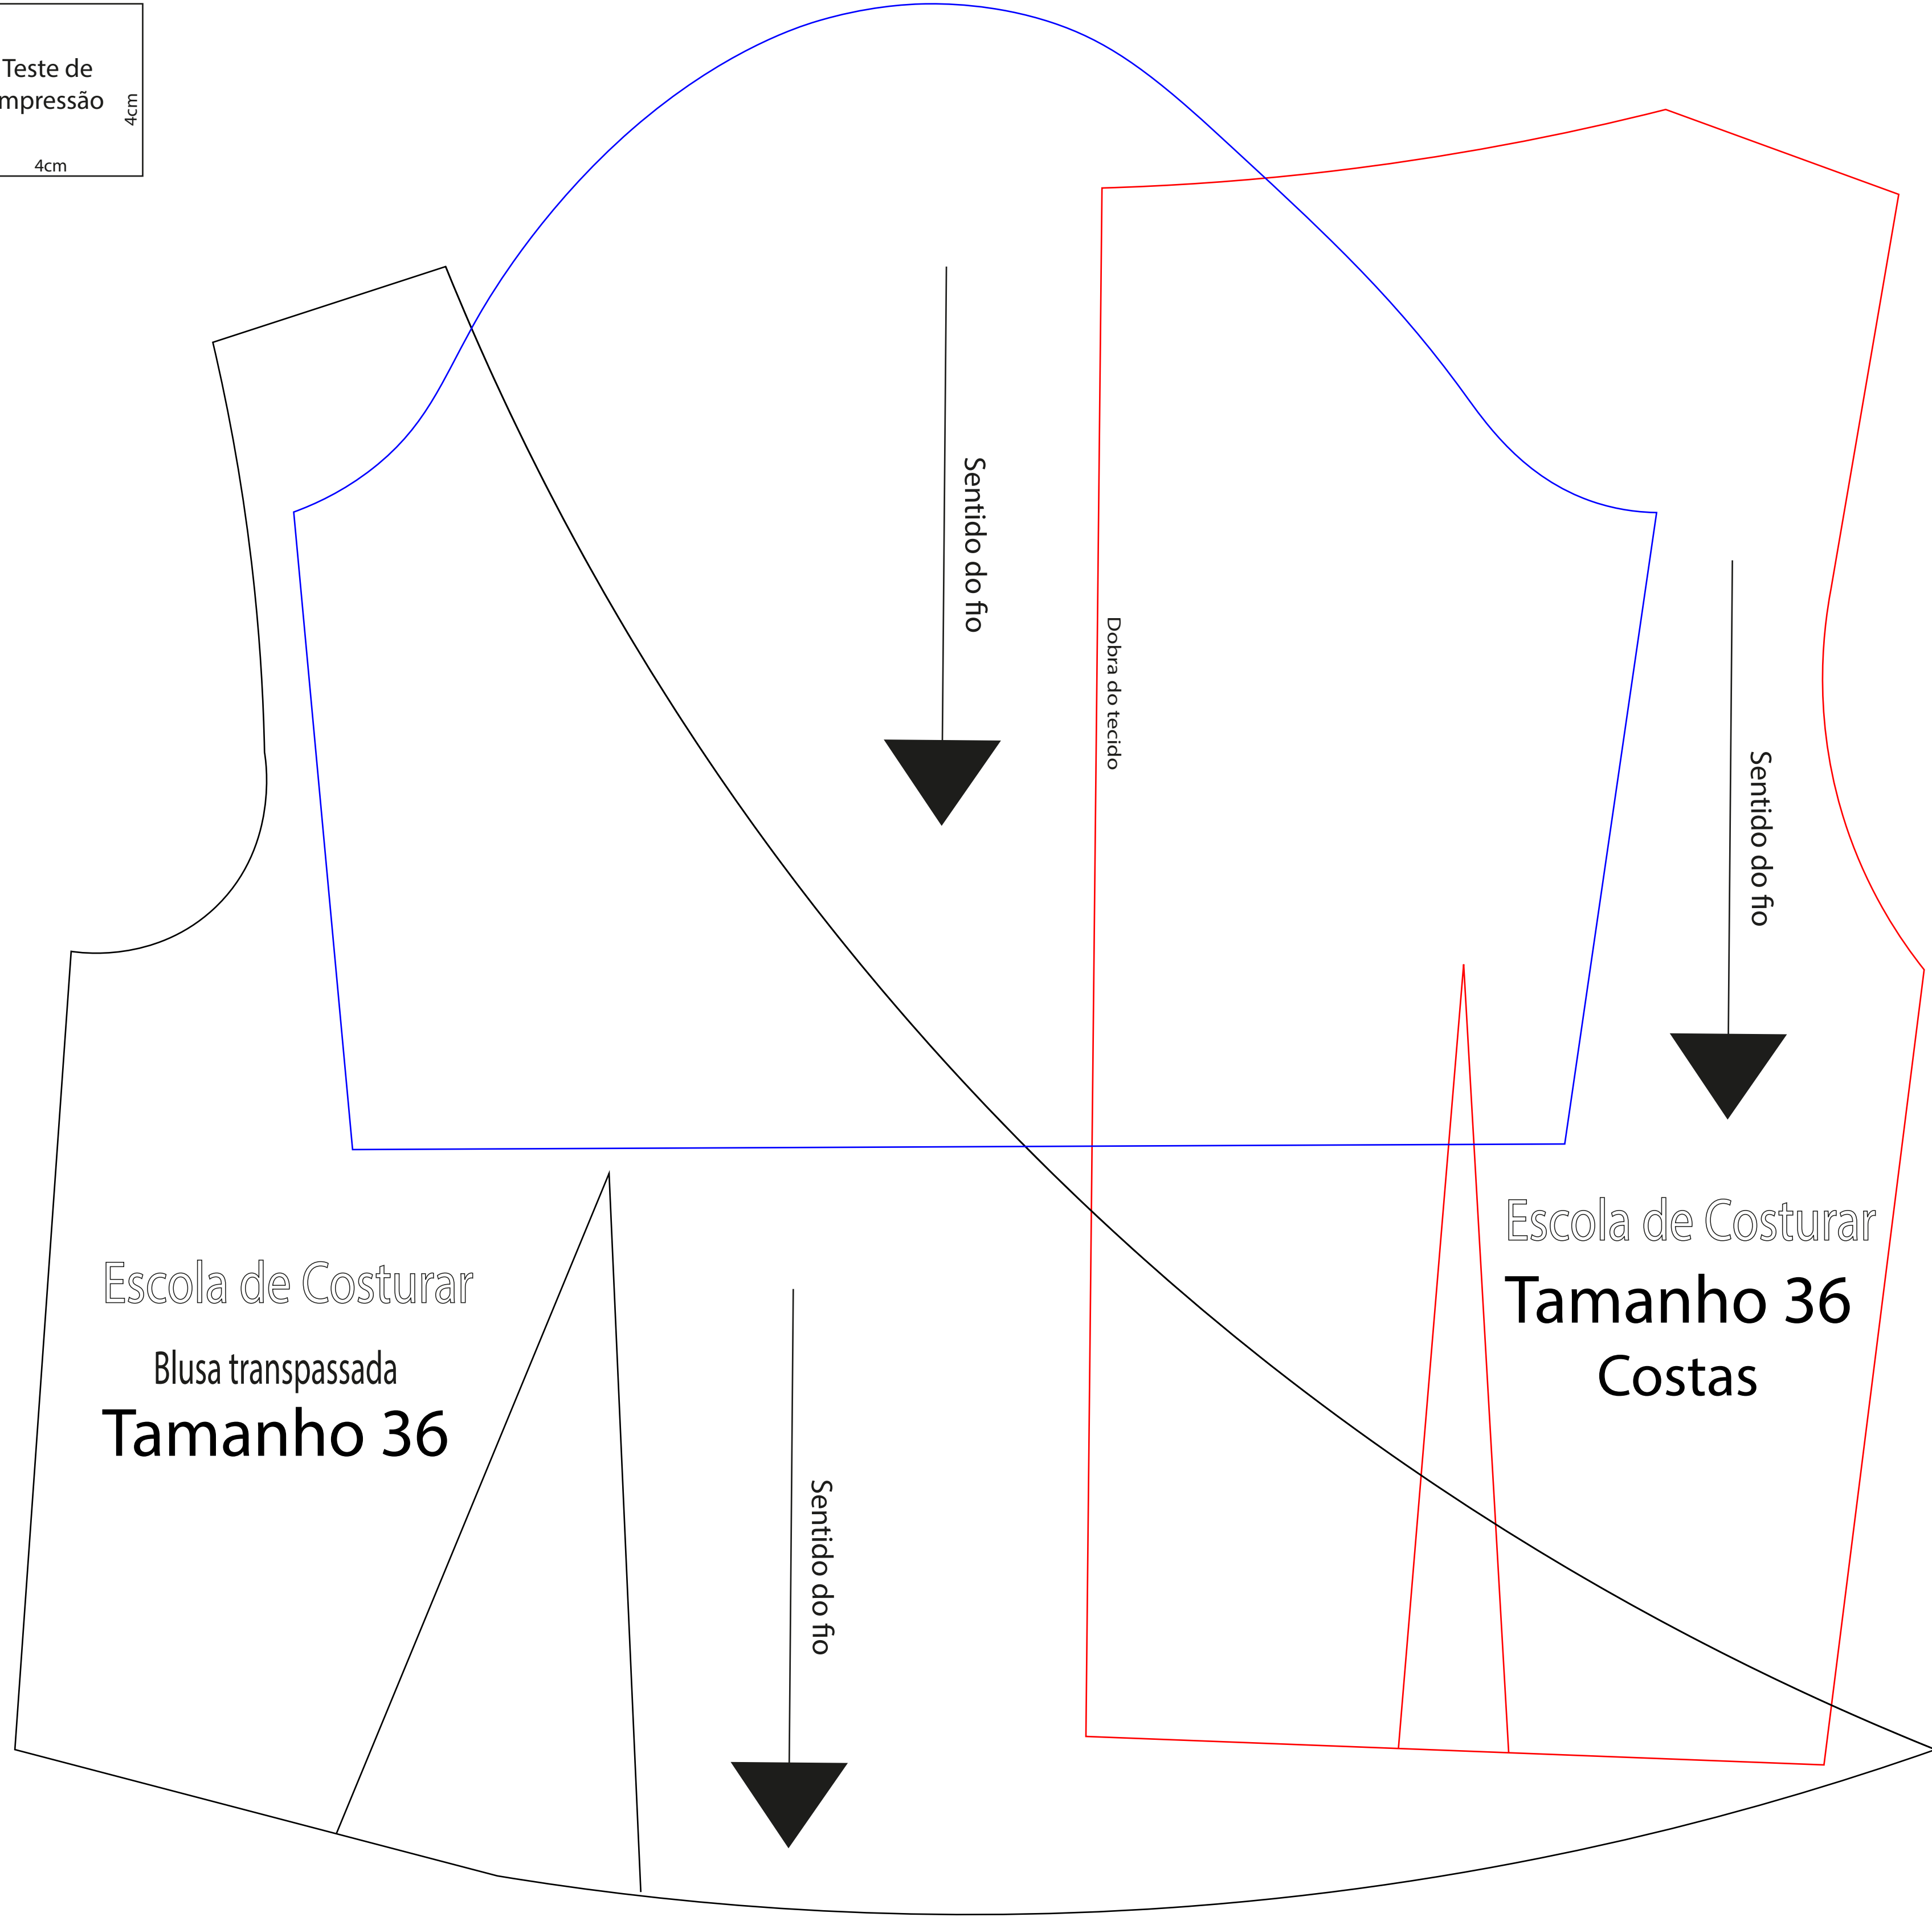 Teste de
mpressão
4cm
4cm
Sentido do fio
Dobra do tecido
Sentido do fio
Escola de Costurar
Tamanho 36
Costas
Escola de Costurar
Blusa transpassada
Tamanho 36
Sentido do fio